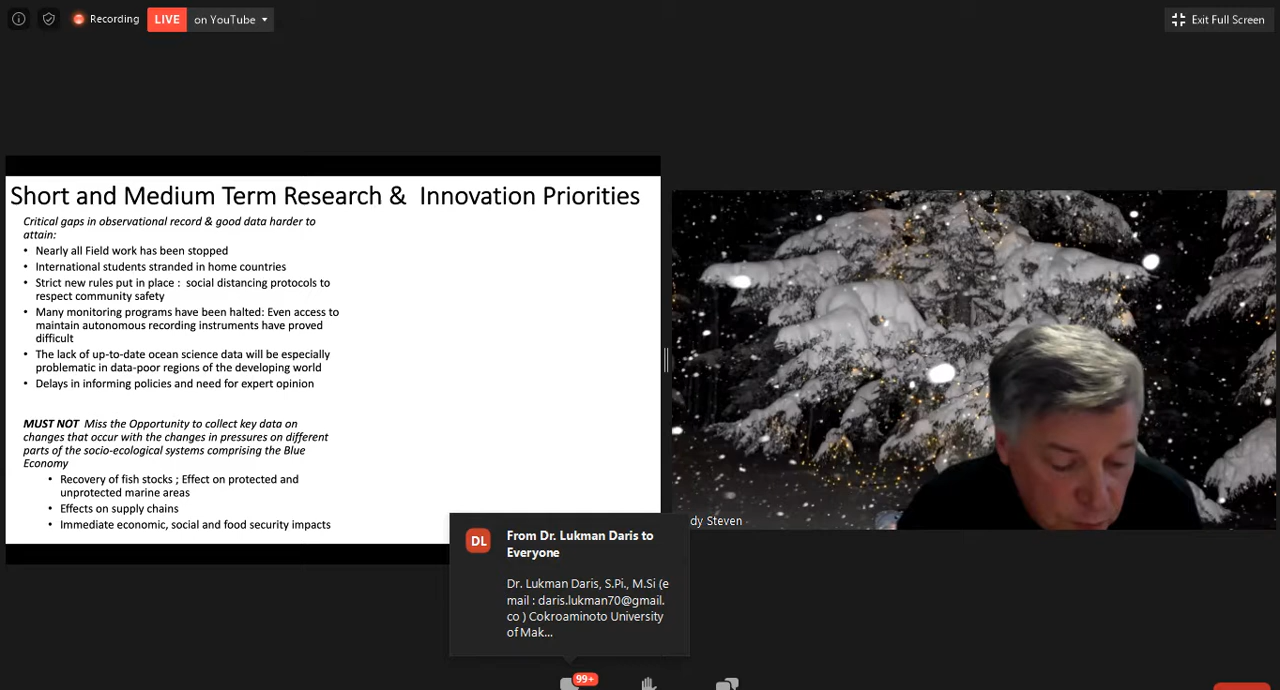 Recording
LIVE on YouTube
Exit Full Screen
Short and Medium Term Research & Innovation Priorities
Critical gaps in observational record & good data harder to
attain:
• Nearly all Field work has been stopped
• International students stranded in home countries
• Strict new rules put in place : social distancing protocols to
respect community safety
• Many monitoring programs have been halted: Even access to
maintain autonomous recording instruments have proved
difficult
• The lack of up-to-date ocean science data will be especially
problematic in data-poor regions of the developing world
• Delays in informing policies and need for expert opinion
MUST NOT Miss the Opportunity to collect key data on
changes that occur with the changes in pressures on different
parts of the socio-ecological systems comprising the Blue
Economy
• Recovery of fish stocks ; Effect on protected and
unprotected marine areas
• Effects on supply chains
• Immediate economic, social and food security impacts
dy Steven
DL
From Dr. Lukman Daris to
Everyone
Dr. Lukman Daris, S.Pi., M.Si (e
mail : daris.lukman70@gmail.
co ) Cokroaminoto University
of Mak...
99+